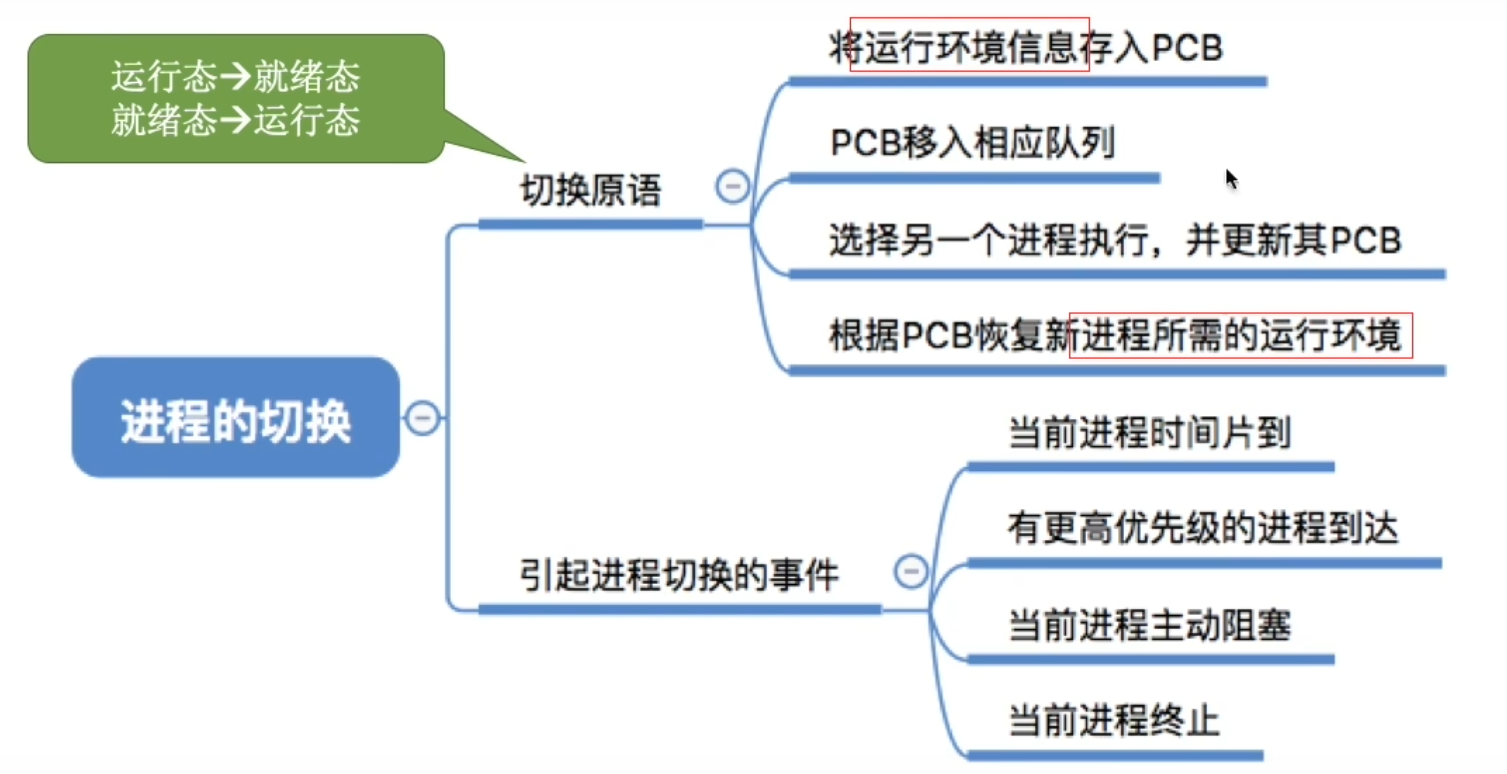 运行态→就绪态
就绪态→运行态
将运行环境信息存入PCB
PCB移入相应队列
切换原语
选择另一个进程执行，并更新其PCB
根据PCB恢复新进程所需的运行环境
进程的切换
当前进程时间片到
有更高优先级的进程到达
引起进程切换的事件
当前进程主动阻塞
当前进程终止